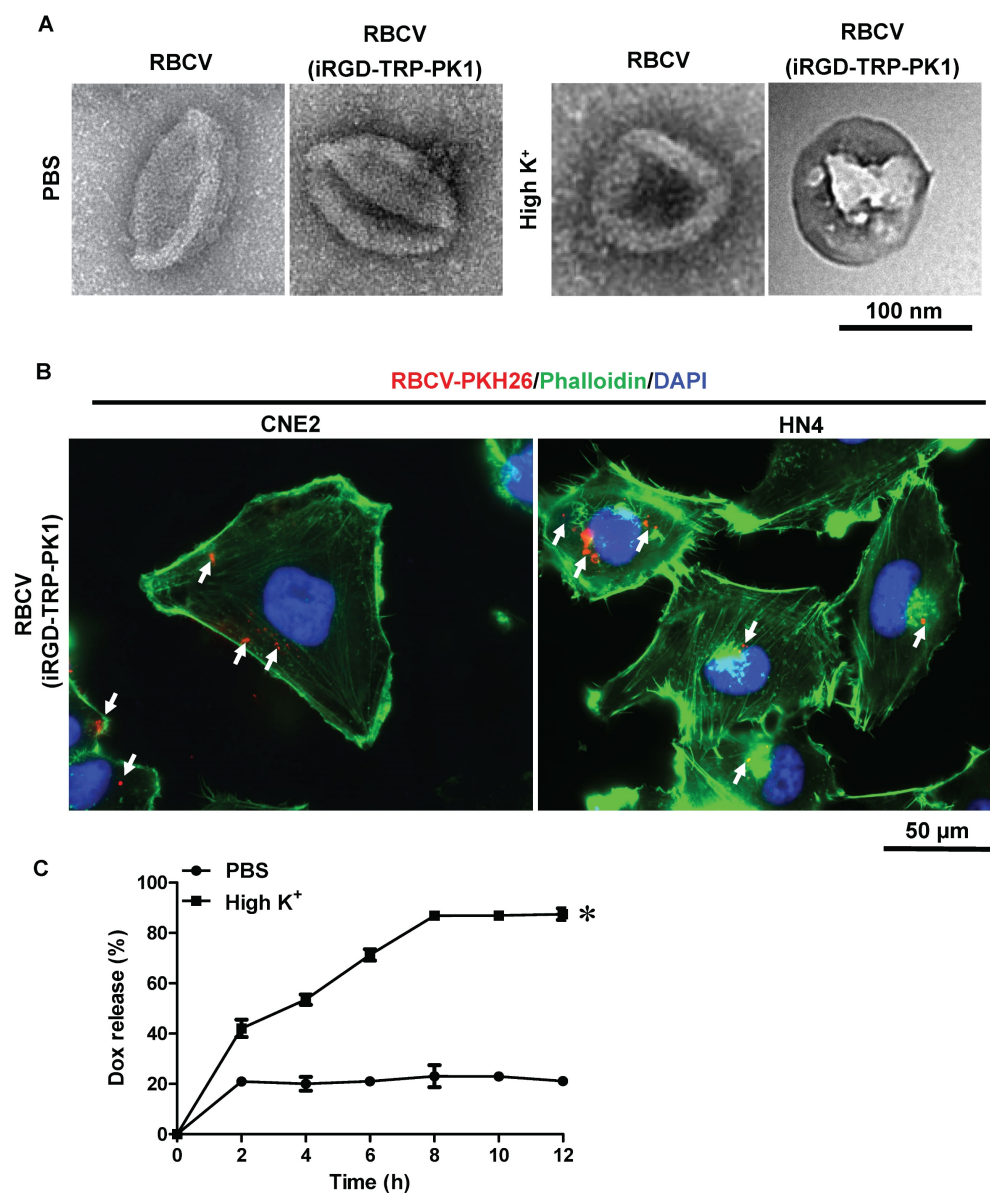 A
RBCV
RBCV
(iRGD-TRP-PK1)
RBCV
RBCV
(iRGD-TRP-PK1)
PBS
High K⁺
100 nm
B
RBCV-PKH26/Phalloidin/DAPI
CNE2
HN4
RBCV
(iRGD-TRP-PK1)
50 µm
C
PBS
High K⁺
100
80
60
40
20
0
*
Dox release (%)
0 2 4 6 8 10 12
Time (h)